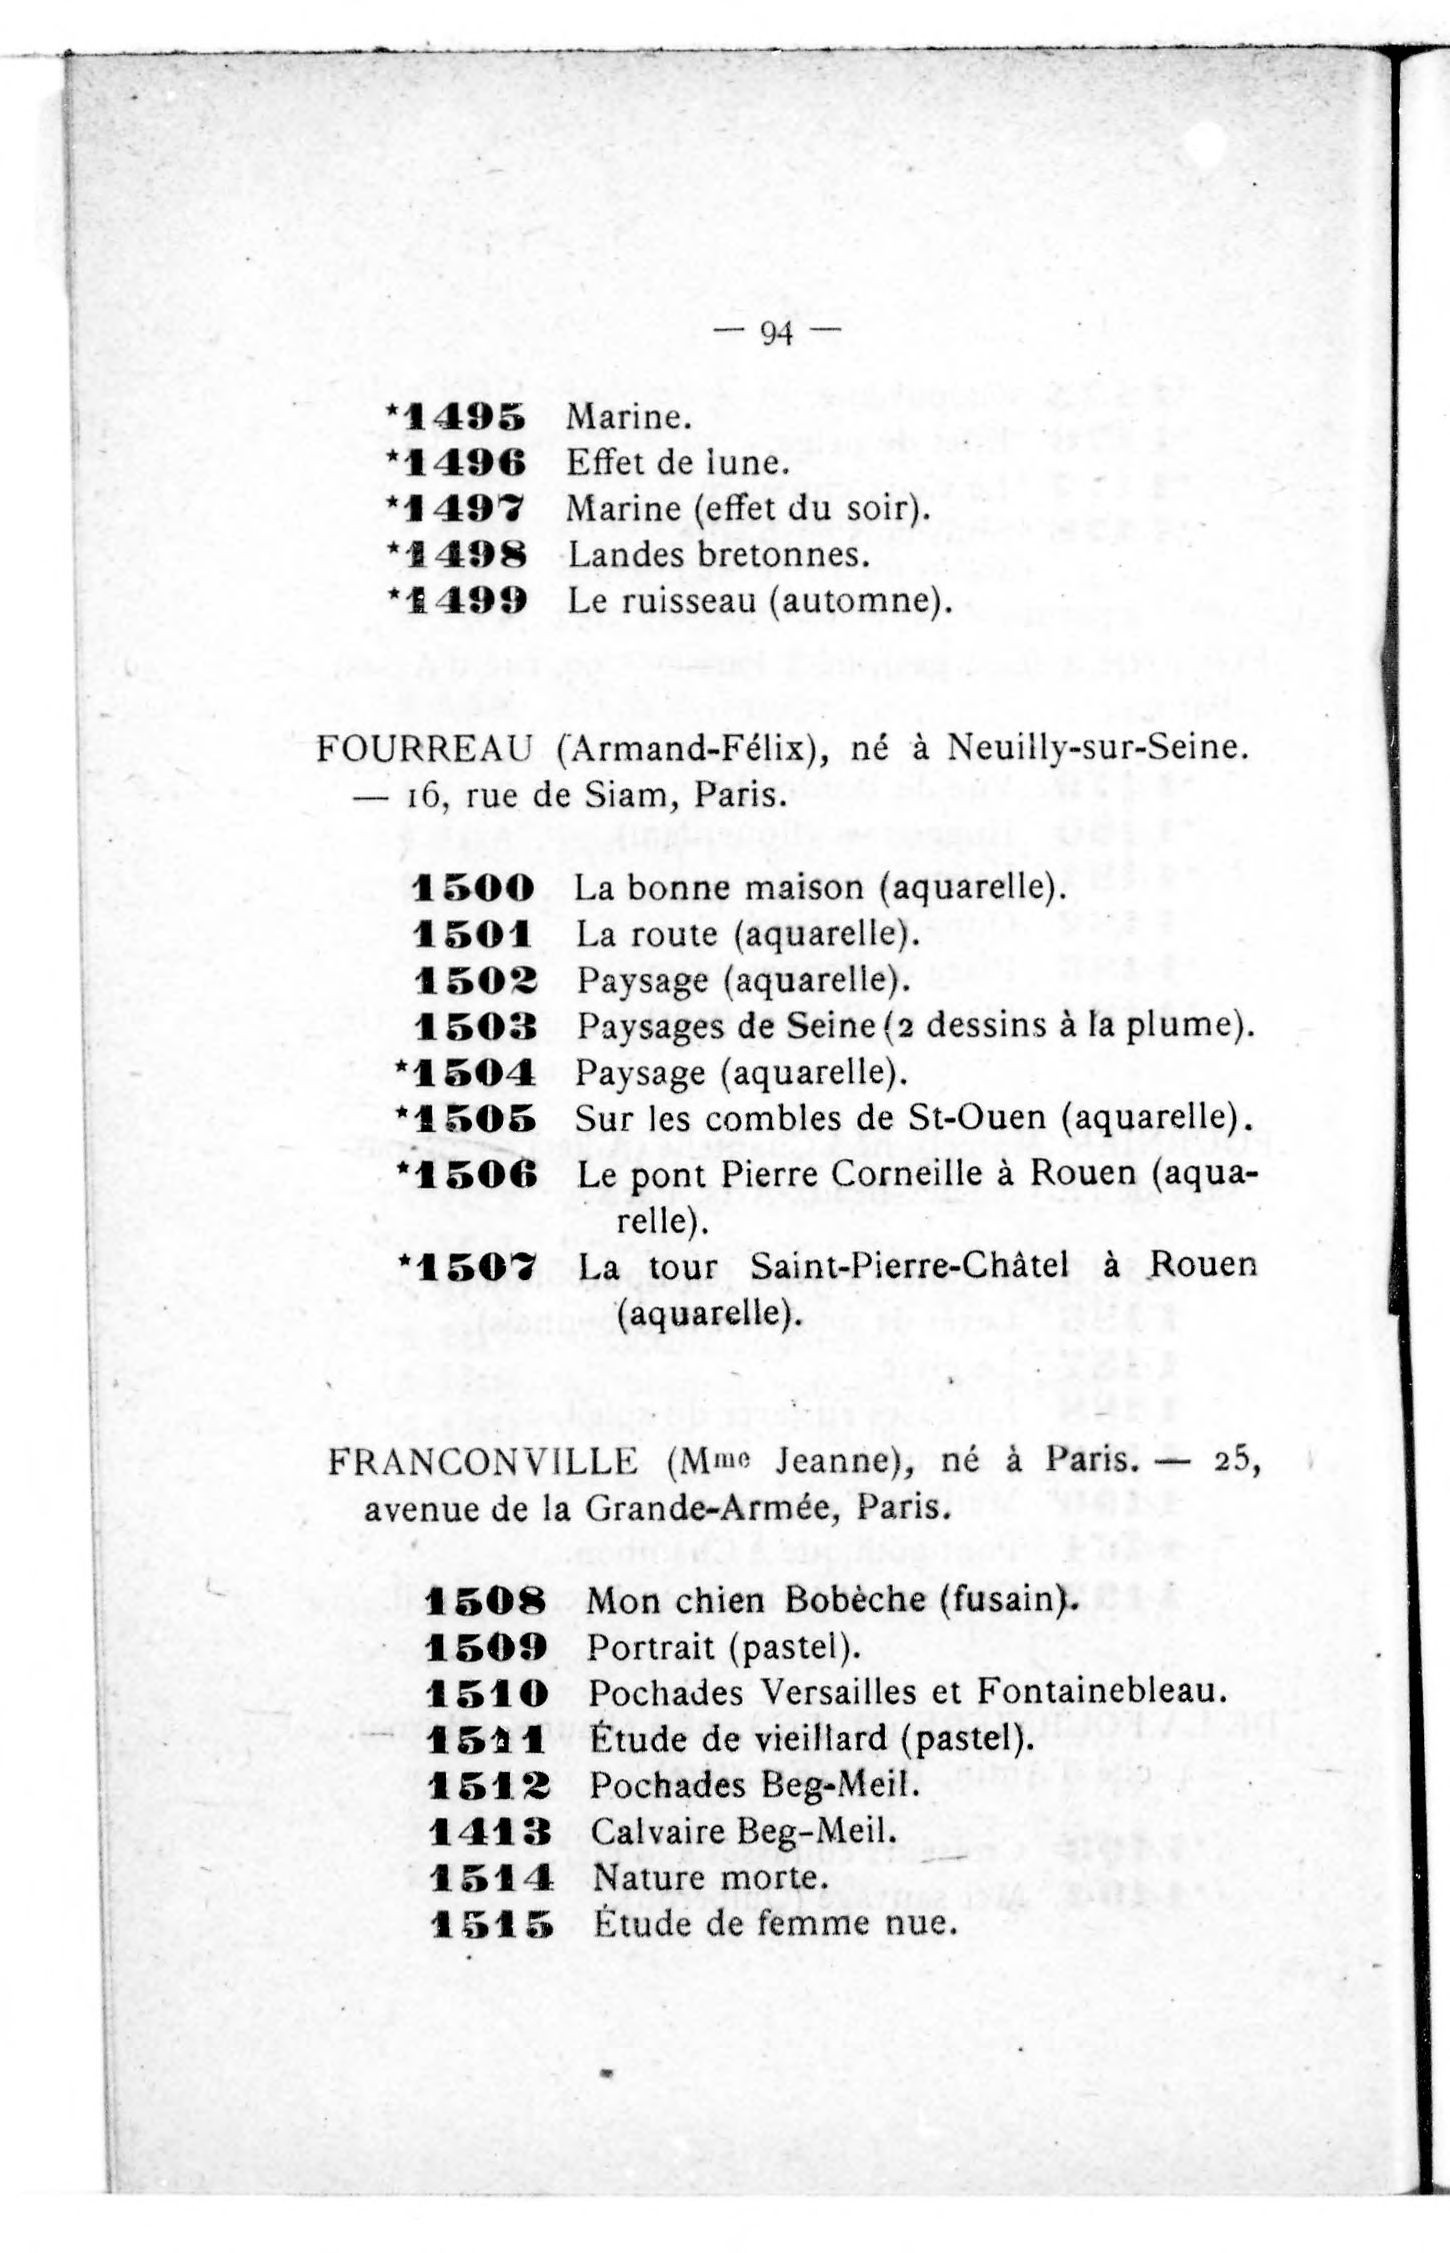 — 94 —
*1495 Marine.
*1496 Effet de lune.
*1497 Marine (effet du soir).
*1498 Landes bretonnes.
*1499 Le ruisseau (automne).
FOURREAU (Armand-Félix), né à Neuilly-sur-Seine.
— 16, rue de Siam, Paris.
1500 La bonne maison (aquarelle).
1501 La route (aquarelle).
1502 Paysage (aquarelle).
1503 Paysages de Seine (2 dessins à la plume).
*1504 Paysage (aquarelle).
*1505 Sur les combles de St-Ouen (aquarelle).
*1506 Le pont Pierre Corneille à Rouen (aqua-
relle).
*1507 La tour Saint-Pierre-Châtel à Rouen
(aquarelle).
FRANCONVILLE (Mme Jeanne), né à Paris. — 25,
avenue de la Grande-Armée, Paris.
1508 Mon chien Bobèche (fusain).
1509 Portrait (pastel).
1510 Pochades Versailles et Fontainebleau.
1511 Étude de vieillard (pastel).
1512 Pochades Beg-Meil.
1413 Calvaire Beg-Meil.
1514 Nature morte.
1515 Étude de femme nue.